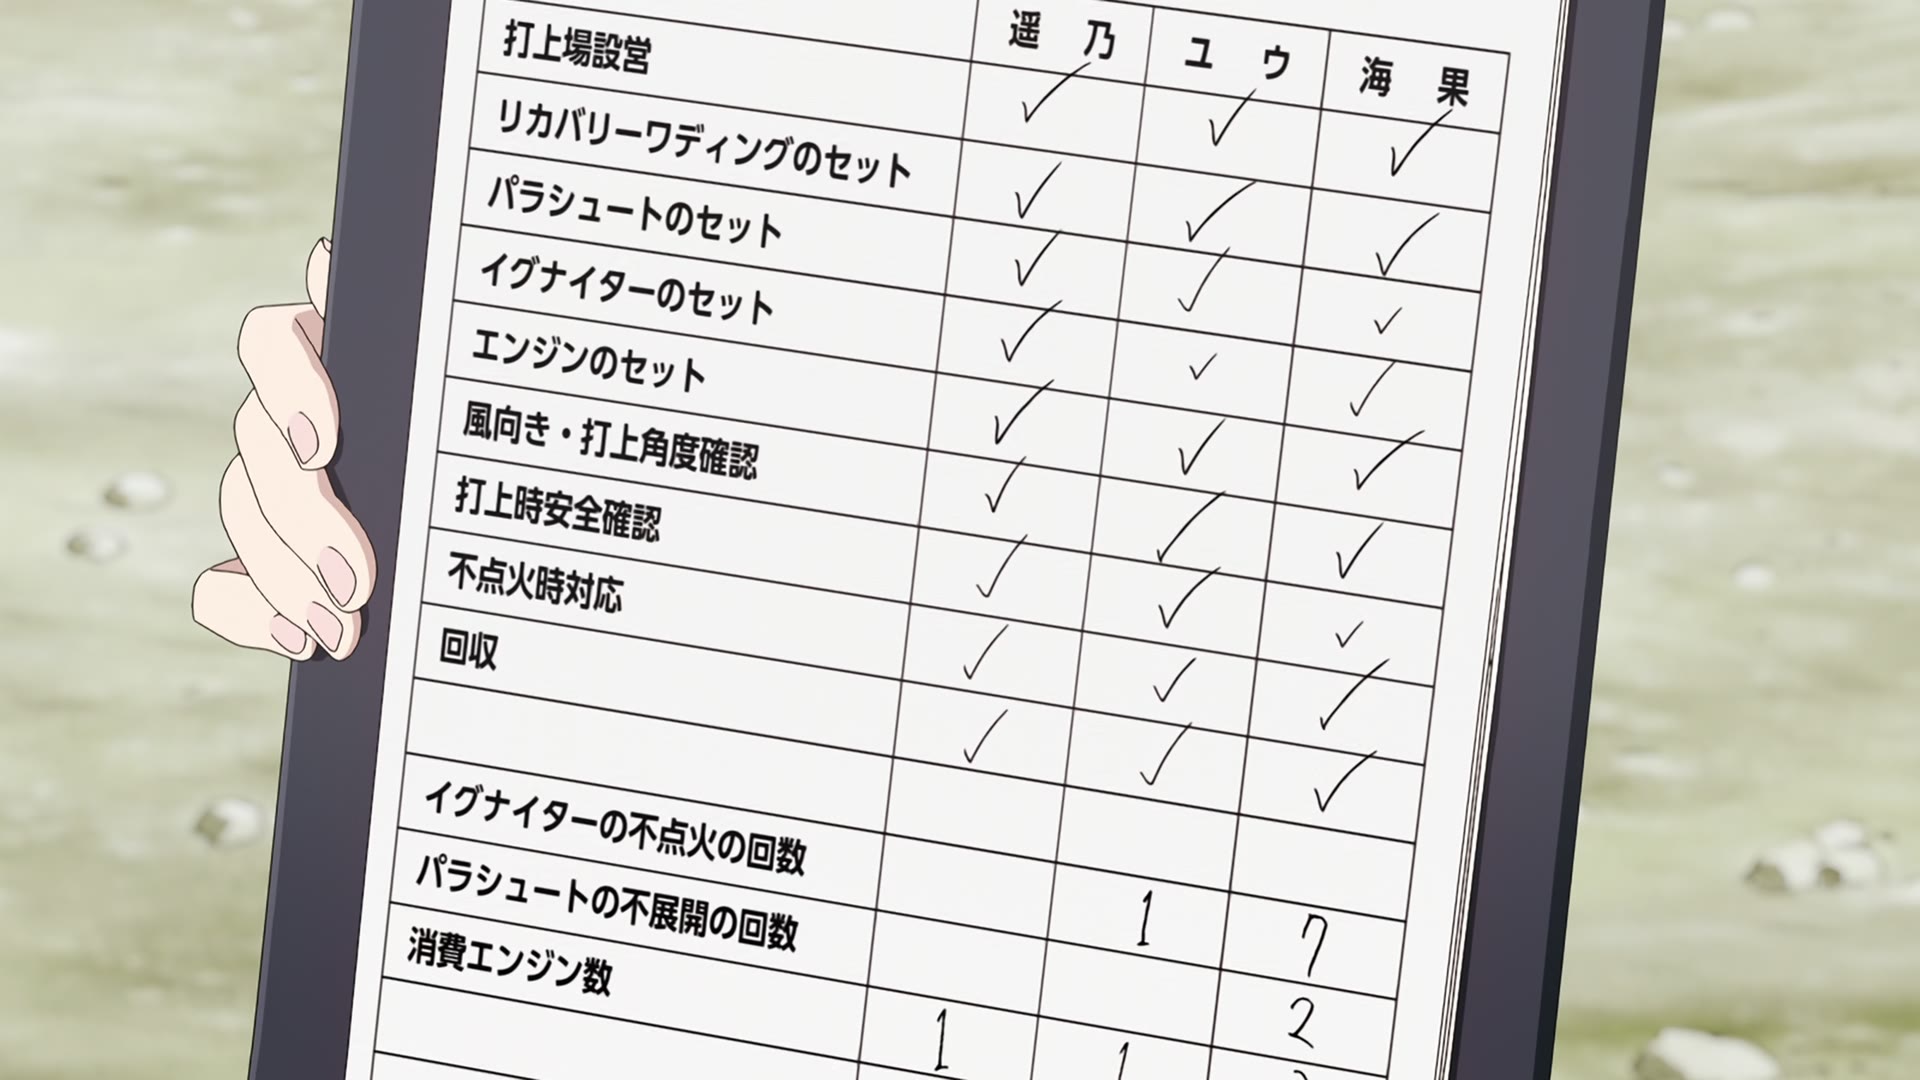 遥 乃 ユ ウ 海 果
打上場設営 ✓ ✓ ✓
リカバリーワディングのセット ✓ ✓ ✓
パラシュートのセット ✓ ✓ ✓
イグナイターのセット ✓ ✓ ✓
エンジンのセット ✓ ✓ ✓
風向き・打上角度確認 ✓ ✓ ✓
打上時安全確認 ✓ ✓ ✓
不点火時対応 ✓ ✓ ✓
回収 ✓ ✓ ✓
イグナイターの不点火の回数 1 7
パラシュートの不展開の回数 2
消費エンジン数 1 1